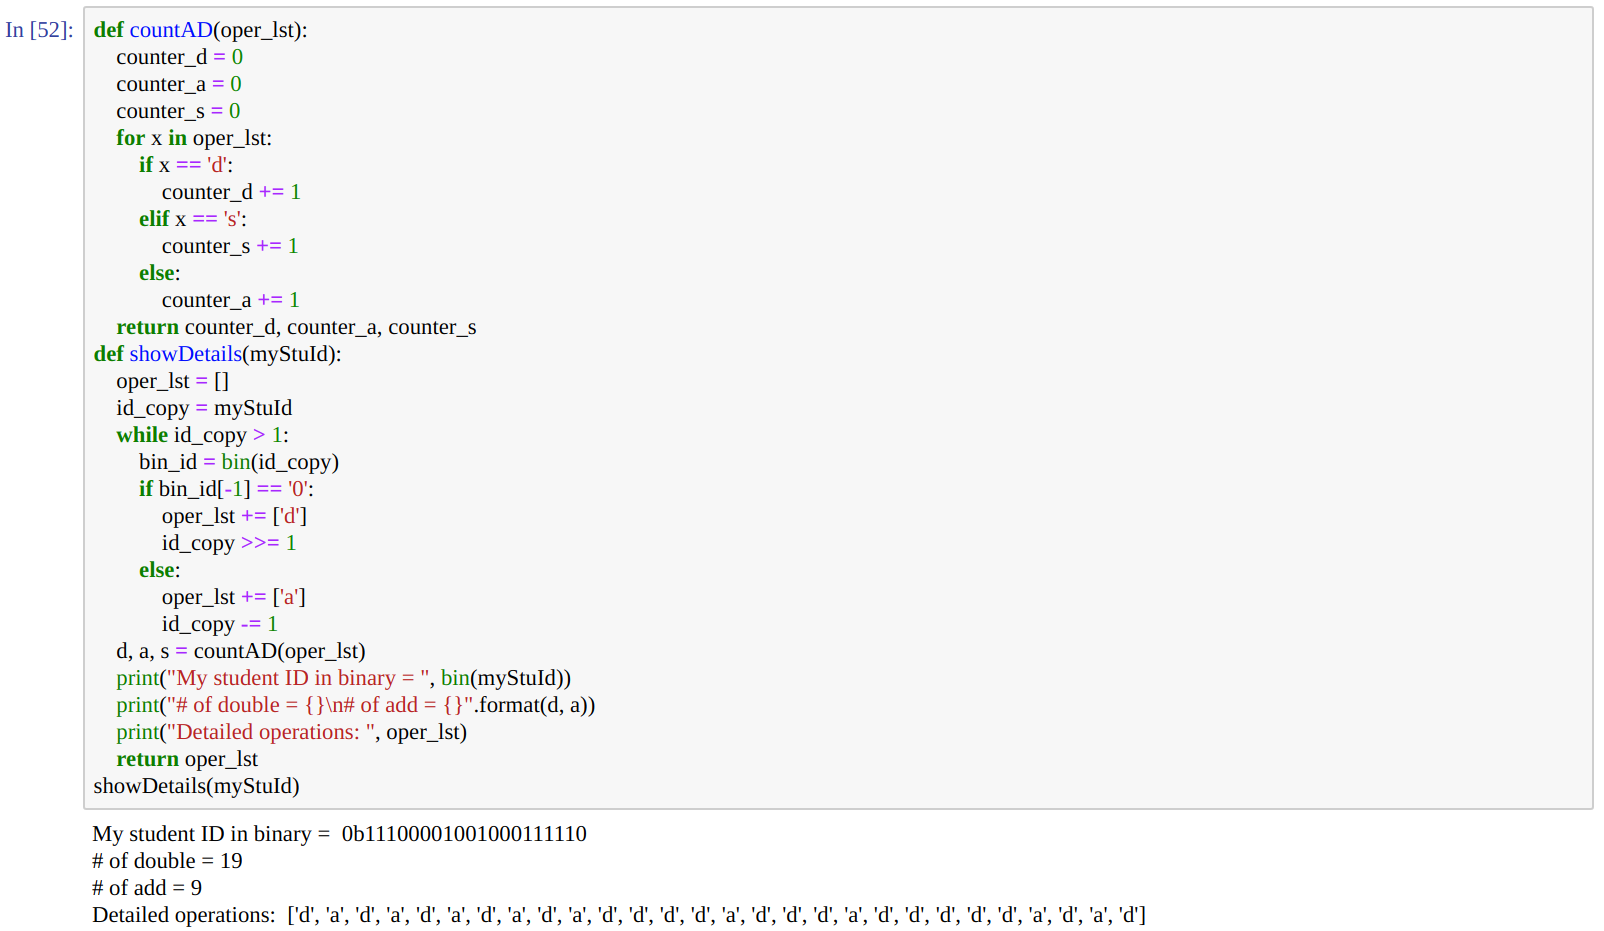 In [52]:
def countAD(oper_lst):
    counter_d = 0
    counter_a = 0
    counter_s = 0
    for x in oper_lst:
        if x == 'd':
            counter_d += 1
        elif x == 's':
            counter_s += 1
        else:
            counter_a += 1
    return counter_d, counter_a, counter_s
def showDetails(myStuId):
    oper_lst = []
    id_copy = myStuId
    while id_copy > 1:
        bin_id = bin(id_copy)
        if bin_id[-1] == '0':
            oper_lst += ['d']
            id_copy >>= 1
        else:
            oper_lst += ['a']
            id_copy -= 1
    d, a, s = countAD(oper_lst)
    print("My student ID in binary = ", bin(myStuId))
    print("# of double = {}\n# of add = {}".format(d, a))
    print("Detailed operations: ", oper_lst)
    return oper_lst
showDetails(myStuId)
My student ID in binary =  0b11100001001000111110
# of double = 19
# of add = 9
Detailed operations:  ['d', 'a', 'd', 'a', 'd', 'a', 'd', 'a', 'd', 'a', 'd', 'd', 'd', 'd', 'a', 'd', 'd', 'd', 'a', 'd', 'd', 'd', 'd', 'd', 'a', 'd', 'a', 'd']